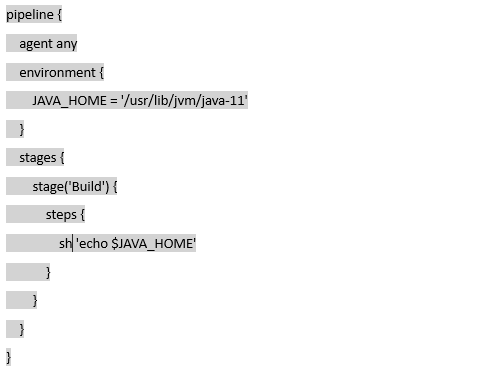 pipeline {
    agent any
    environment {
        JAVA_HOME = '/usr/lib/jvm/java-11'
    }
    stages {
        stage('Build') {
            steps {
                sh 'echo $JAVA_HOME'
            }
        }
    }
}